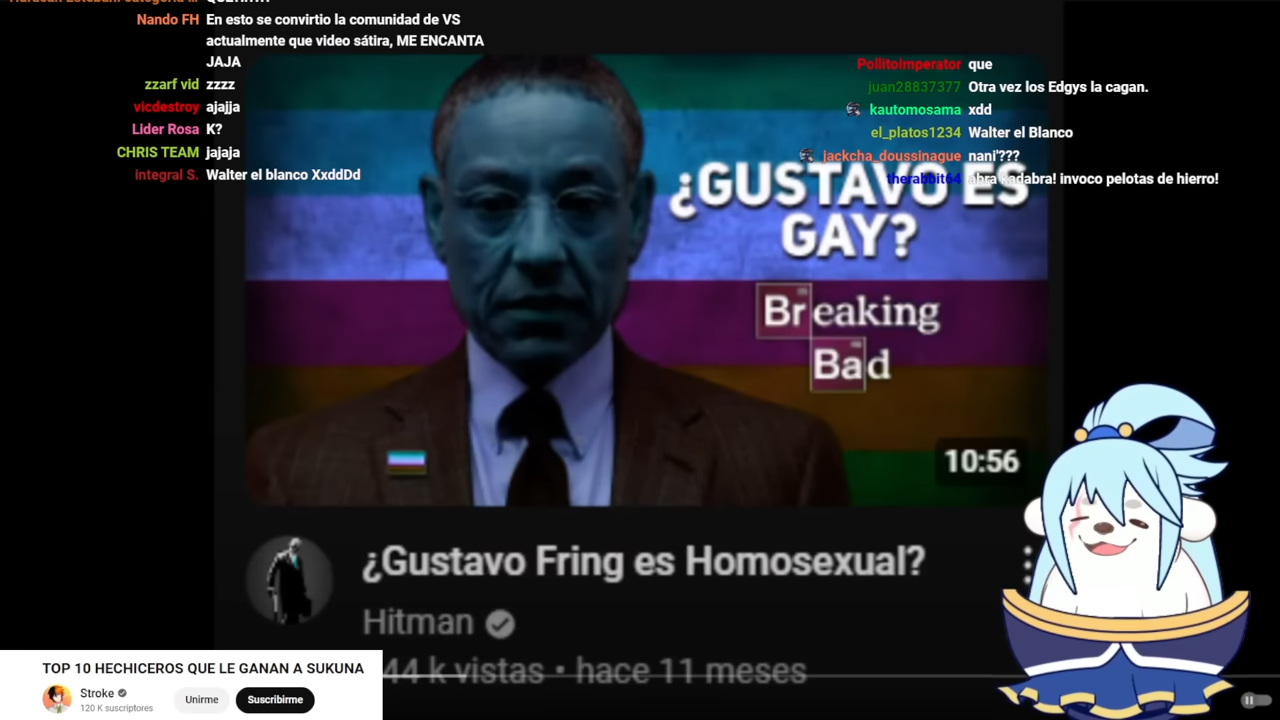 Nando FH En esto se convirtio la comunidad de VS
actualmente que video sátira, ME ENCANTA
JAJA
zzarf vid zzzz
vicdestroy ajajja
Lider Rosa K?
CHRIS TEAM jajaja
integral S. Walter el blanco XxddDd
PollitoImperator que
juan28837377 Otra vez los Edgys la cagan.
kautomosama xdd
el_platos1234 Walter el Blanco
jackcha_doussinague nani'???
therabbit64 abra kadabra! invoco pelotas de hierro!
¿GUSTAVO ES
GAY?
Breaking
Bad
10:56
¿Gustavo Fring es Homosexual?
Hitman
44 k vistas • hace 11 meses
TOP 10 HECHICEROS QUE LE GANAN A SUKUNA
Stroke
120 K suscriptores
Unirme
Suscribirme